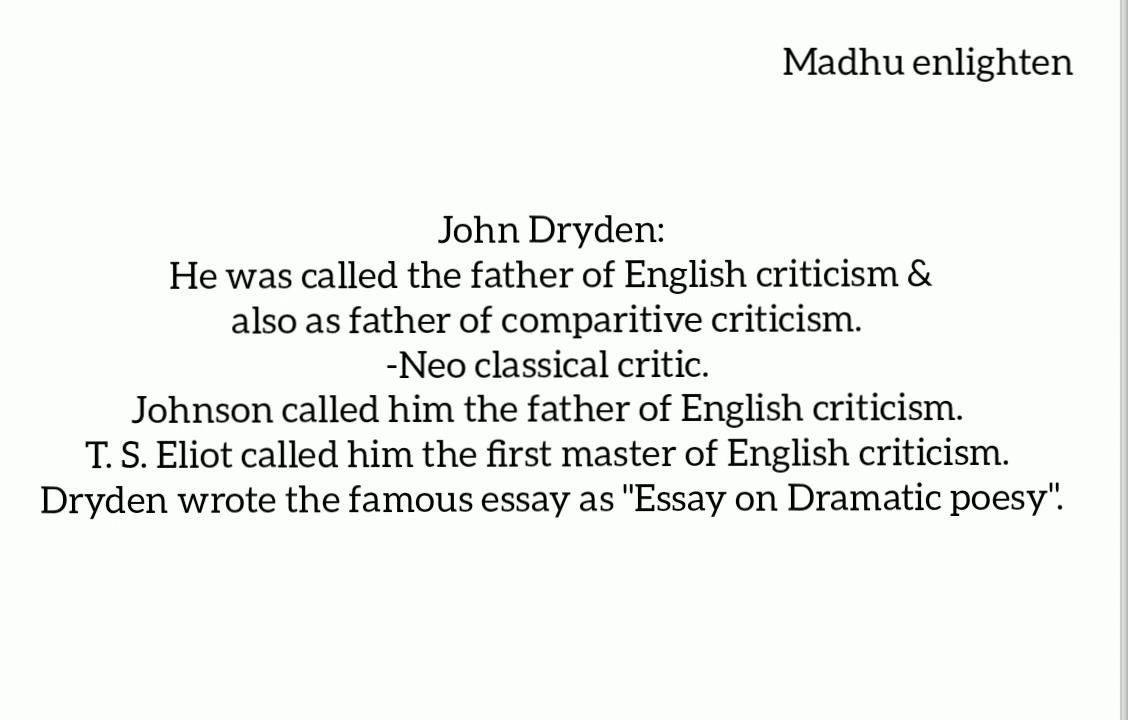 Madhu enlighten
John Dryden:
He was called the father of English criticism &
also as father of comparitive criticism.
-Neo classical critic.
Johnson called him the father of English criticism.
T. S. Eliot called him the first master of English criticism.
Dryden wrote the famous essay as "Essay on Dramatic poesy".